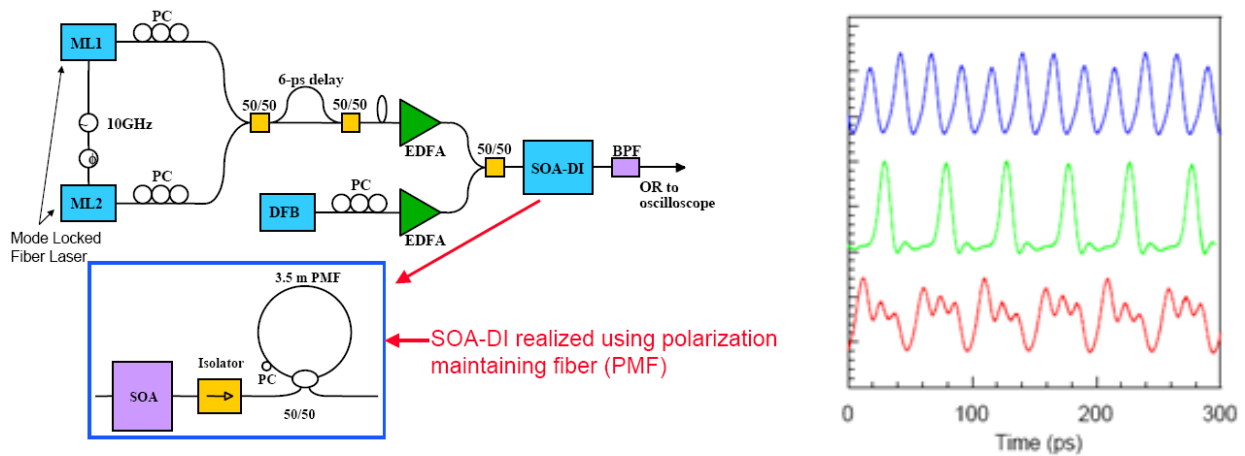 PC
ML1
6-ps delay
50/50
50/50
10GHz
~
ϕ
EDFA
50/50
BPF
SOA-DI
PC
PC
OR to
oscilloscope
ML2
DFB
EDFA
Mode Locked
Fiber Laser
3.5 m PMF
SOA-DI realized using polarization
maintaining fiber (PMF)
Isolator
PC
SOA
50/50
0
100
200
300
Time (ps)